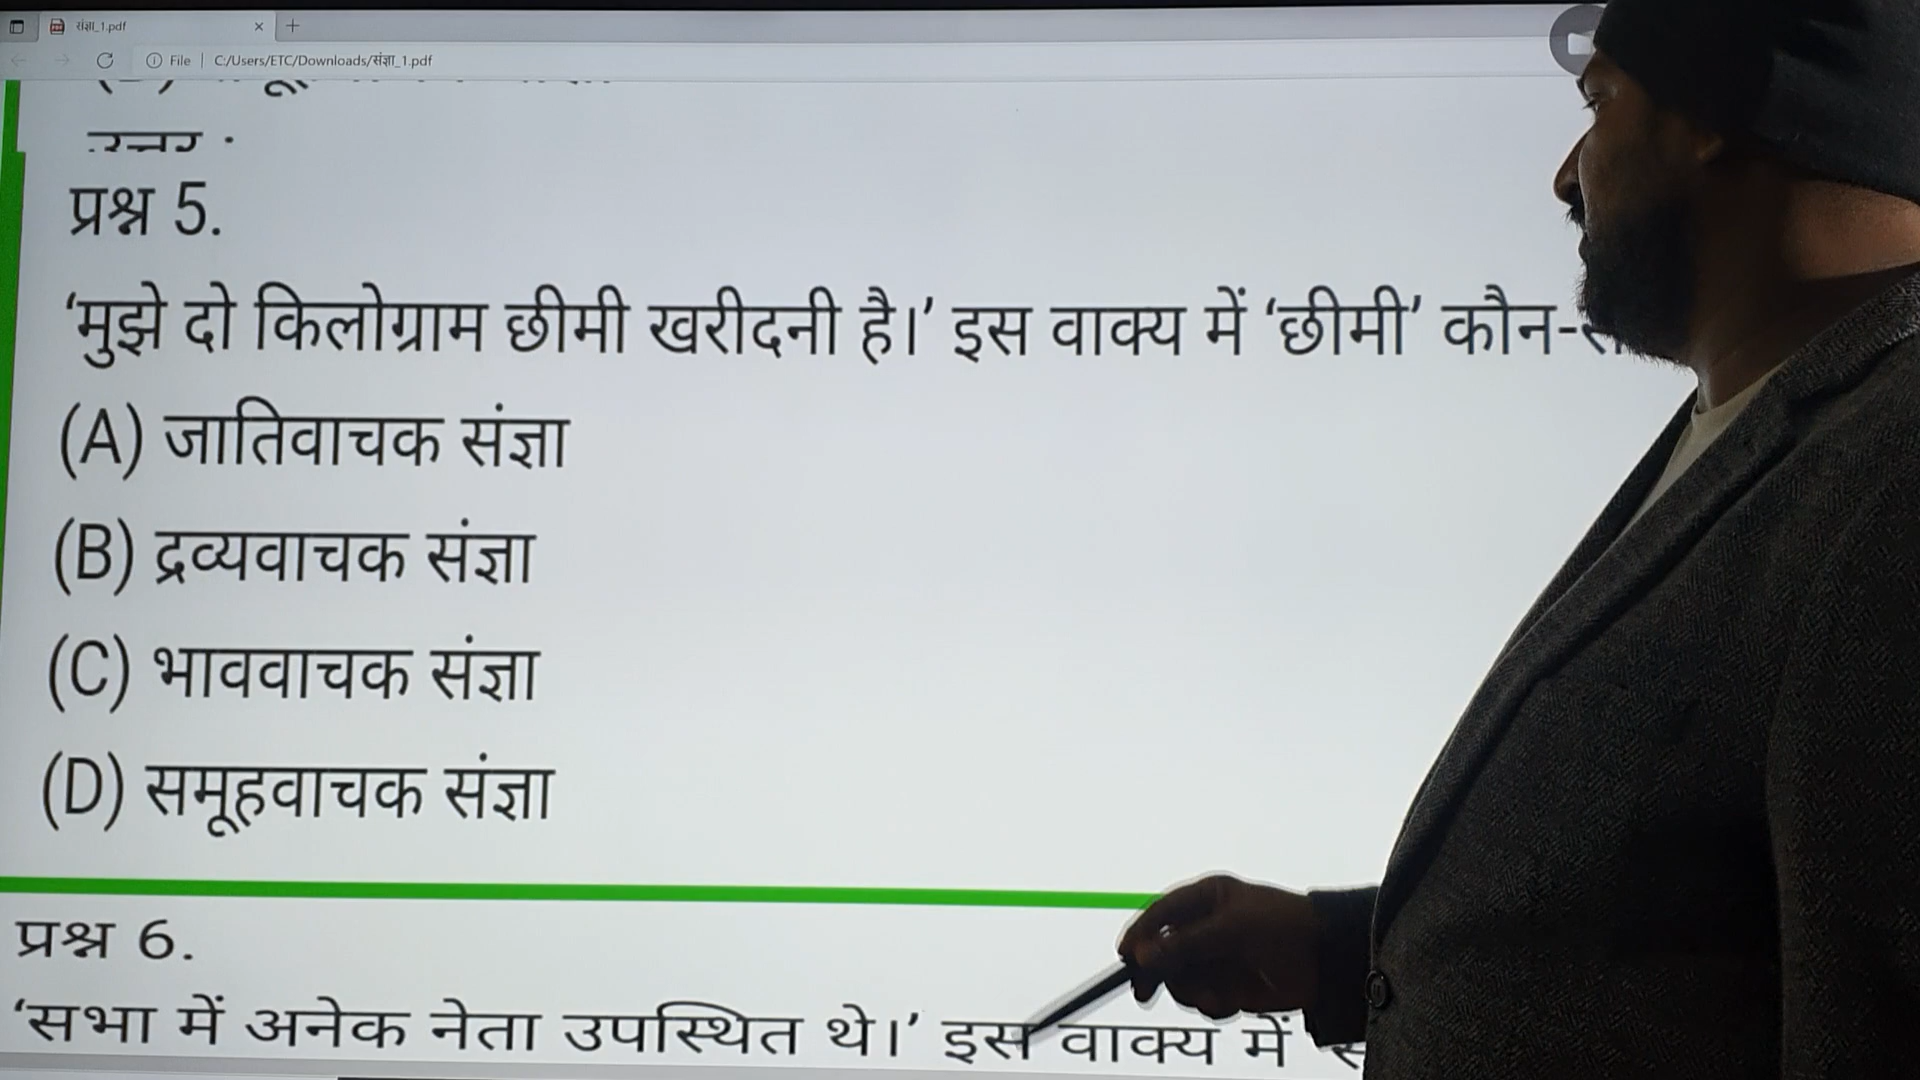 संज्ञा_1.pdf
File C:/Users/ETC/Downloads/संज्ञा_1.pdf
प्रश्न 5.
‘मुझे दो किलोग्राम छीमी खरीदनी है।’ इस वाक्य में ‘छीमी’ कौन-
(A) जातिवाचक संज्ञा
(B) द्रव्यवाचक संज्ञा
(C) भाववाचक संज्ञा
(D) समूहवाचक संज्ञा
प्रश्न 6.
‘सभा में अनेक नेता उपस्थित थे।’ इस वाक्य में